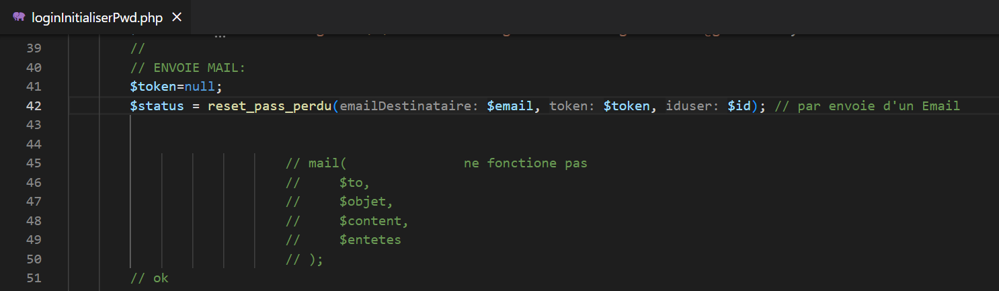 loginInitialiserPwd.php
39 //
40 // ENVOIE MAIL:
41 $token=null;
42 $status = reset_pass_perdu(emailDestinataire: $email, token: $token, iduser: $id); // par envoie d'un Email
43
44
45 // mail( ne fonctione pas
46 // $to,
47 // $objet,
48 // $content,
49 // $entetes
50 // );
51 // ok